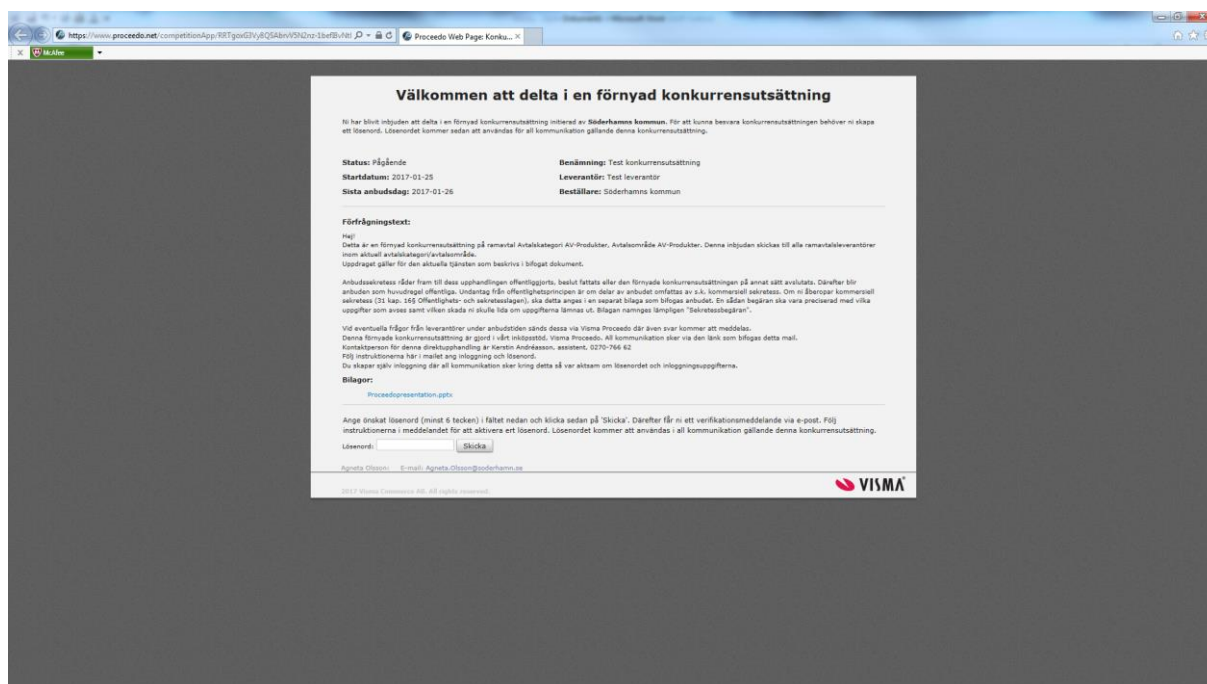 Dokument1 - Microsoft Word
https://www.proceedo.net/competitionApp/
Proceedo Web Page: Konku...
McAfee
Välkommen att delta i en förnyad konkurrensutsättning
Ni har blivit inbjuden att delta i en förnyad konkurrensutsättning initierad av Söderhamns kommun. För att kunna besvara konkurrensutsättningen behöver ni skapa
ett lösenord. Lösenordet kommer sedan att användas för all kommunikation gällande denna konkurrensutsättning.
Status: Pågående
Benämning: Test konkurrensutsättning
Startdatum: 2017-01-25
Leverantör: Test leverantör
Sista anbudsdag: 2017-01-26
Beställare: Söderhamns kommun
Förfrågningstext:
Hej!
Detta är en förnyad konkurrensutsättning på ramavtal Avtalskategori AV-Produkter, Avtalsområde AV-Produkter. Denna inbjuden skickas till alla ramavtalsleverantörer
inom aktuell avtalskategori/avtalsområde.
Uppdraget gäller för den aktuella tjänsten som beskrivs i bifogat dokument.
Anbudssekretess råder fram till dess upphandlingen offentliggjorts, beslut fattats eller den förnyade konkurrensutsättningen på annat sätt avslutats. Därefter blir
anbuden som huvudregel offentliga. Undantag från offentlighetsprincipen är om delar av anbudet omfattas av s.k. kommersiell sekretess. Om ni åberopar kommersiell
sekretess (31 kap. 16§ Offentlighets- och sekretesslagen), ska detta anges i en separat bilaga som bifogas anbudet. En sådan begäran ska vara preciserad med vilka
uppgifter som avses samt vilken skada ni skulle lida om uppgifterna lämnas ut. Bilagan namnges lämpligen "Sekretessbegäran".
Vid eventuella frågor från leverantörer under anbudstiden sänds dessa via Visma Proceedo där även svar kommer att meddelas.
Denna förnyade konkurrensutsättning är gjord i vårt inköpsstöd, Visma Proceedo. All kommunikation sker via den länk som bifogas detta mail.
Kontaktperson för denna direktupphandling är Kerstin Andréasson, assistent, 0270-766 62
Följ instruktionerna här i mailet ang inloggning och lösenord.
Du skapar själv inloggning där all kommunikation sker kring detta så var aktsam om lösenordet och inloggningsuppgifterna.
Bilagor:
Proceedopresentation.pptx
Ange önskat lösenord (minst 6 tecken) i fältet nedan och klicka sedan på 'Skicka'. Därefter får ni ett verifikationsmeddelande via e-post. Följ
instruktionerna i meddelandet för att aktivera ert lösenord. Lösenordet kommer att användas i all kommunikation gällande denna konkurrensutsättning.
Lösenord: Skicka
Agneta Olsson: E-mail: Agneta.Olsson@soderhamn.se
2017 Visma Commerce AB. All rights reserved.
VISMA